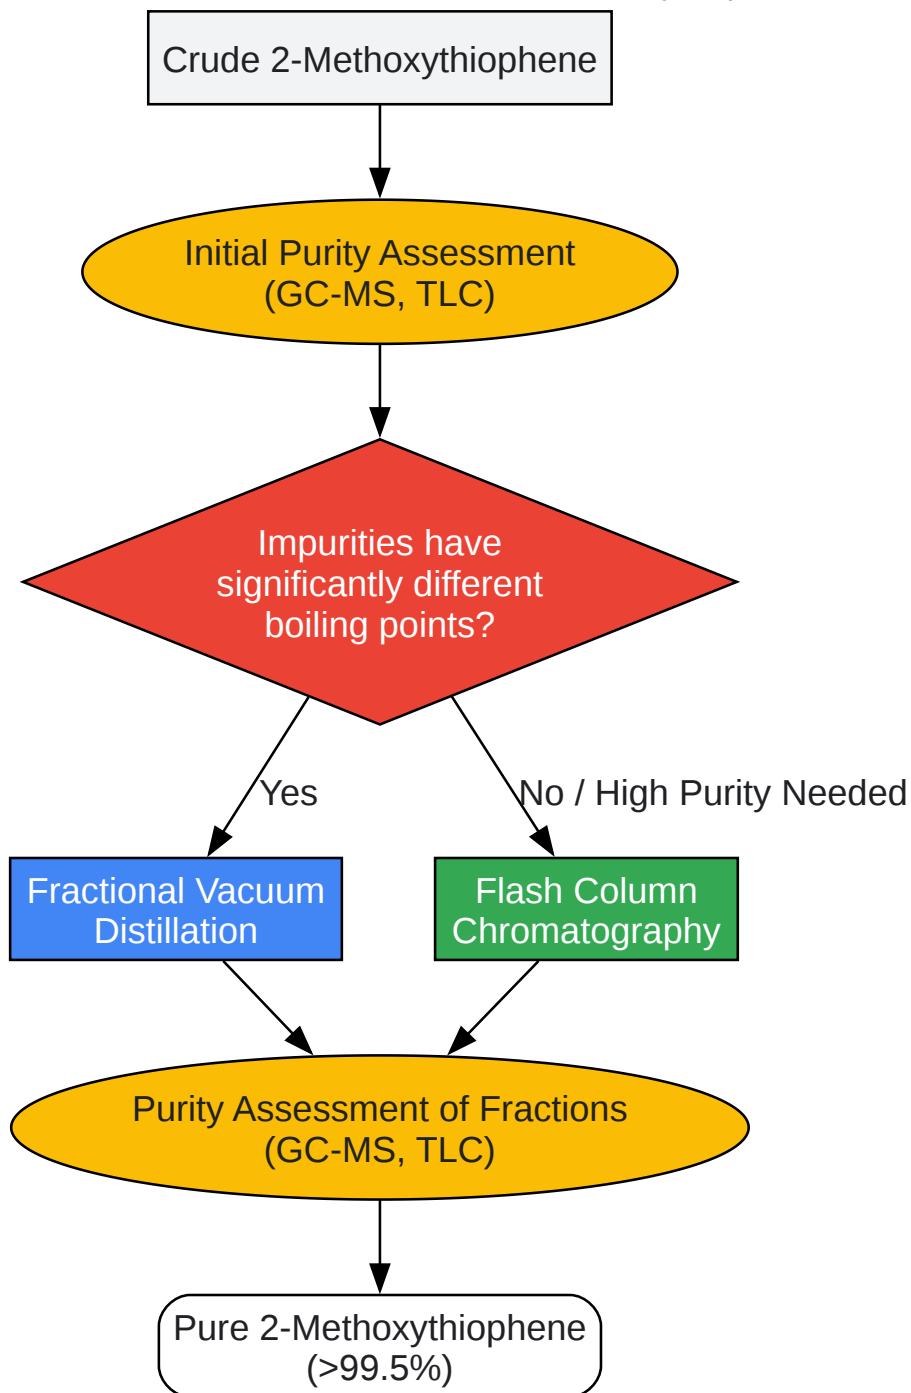 Crude 2-Methoxythiophene
Initial Purity Assessment
(GC-MS, TLC)
Impurities have
significantly different
boiling points?
Yes
No / High Purity Needed
Fractional Vacuum
Distillation
Flash Column
Chromatography
Purity Assessment of Fractions
(GC-MS, TLC)
Pure 2-Methoxythiophene
(>99.5%)